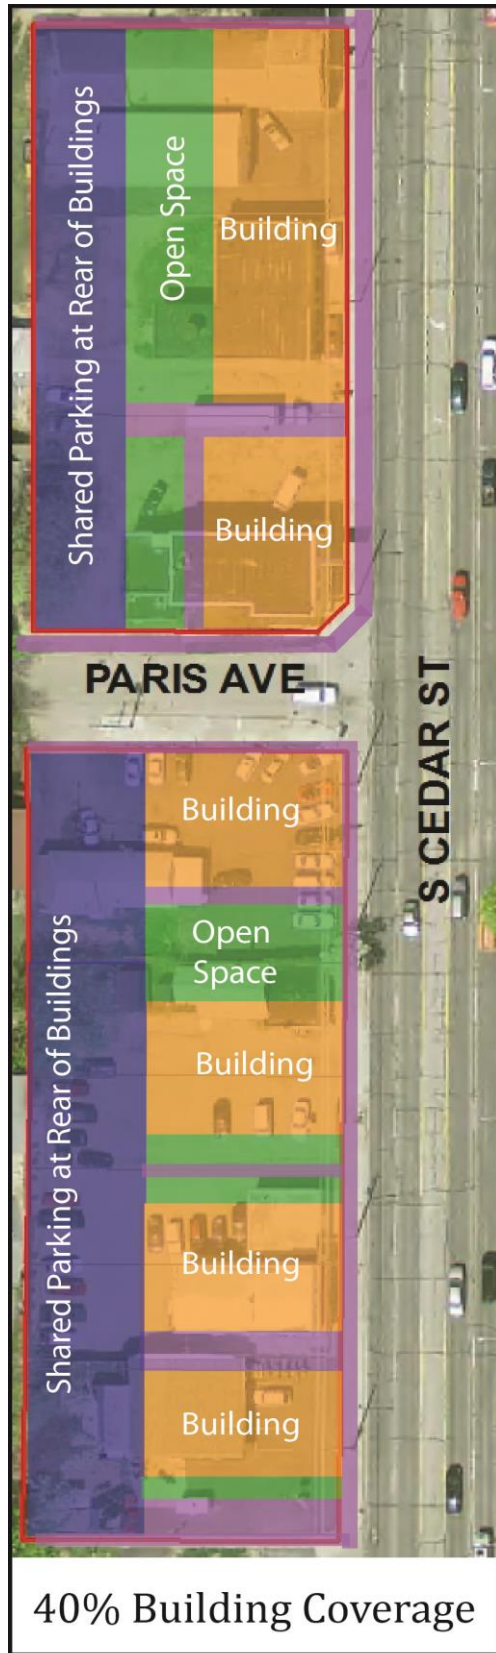 Shared Parking at Rear of Buildings
Open Space
Building
Building
PARIS AVE
S CEDAR ST
Building
Open
Space
Shared Parking at Rear of Buildings
Building
Building
Building
40% Building Coverage